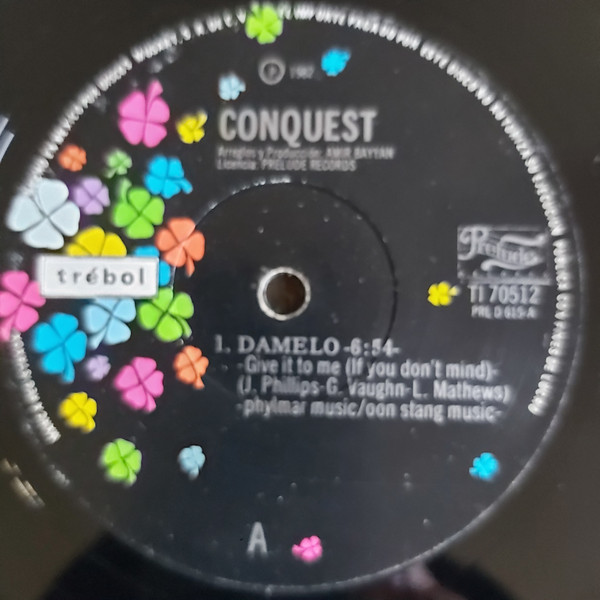 ℗ 1982
CONQUEST
Arreglos y Producción: AMIR BAYYAN
Licencia: PRELUDE RECORDS
Prelude
trébol
TI 70512
PRL D 615-A
1. DAMELO -6:54-
-Give it to me (If you don't mind)-
(J. Phillips-G. Vaughn-L. Mathews)
-phylmar music/oon stang music-
A